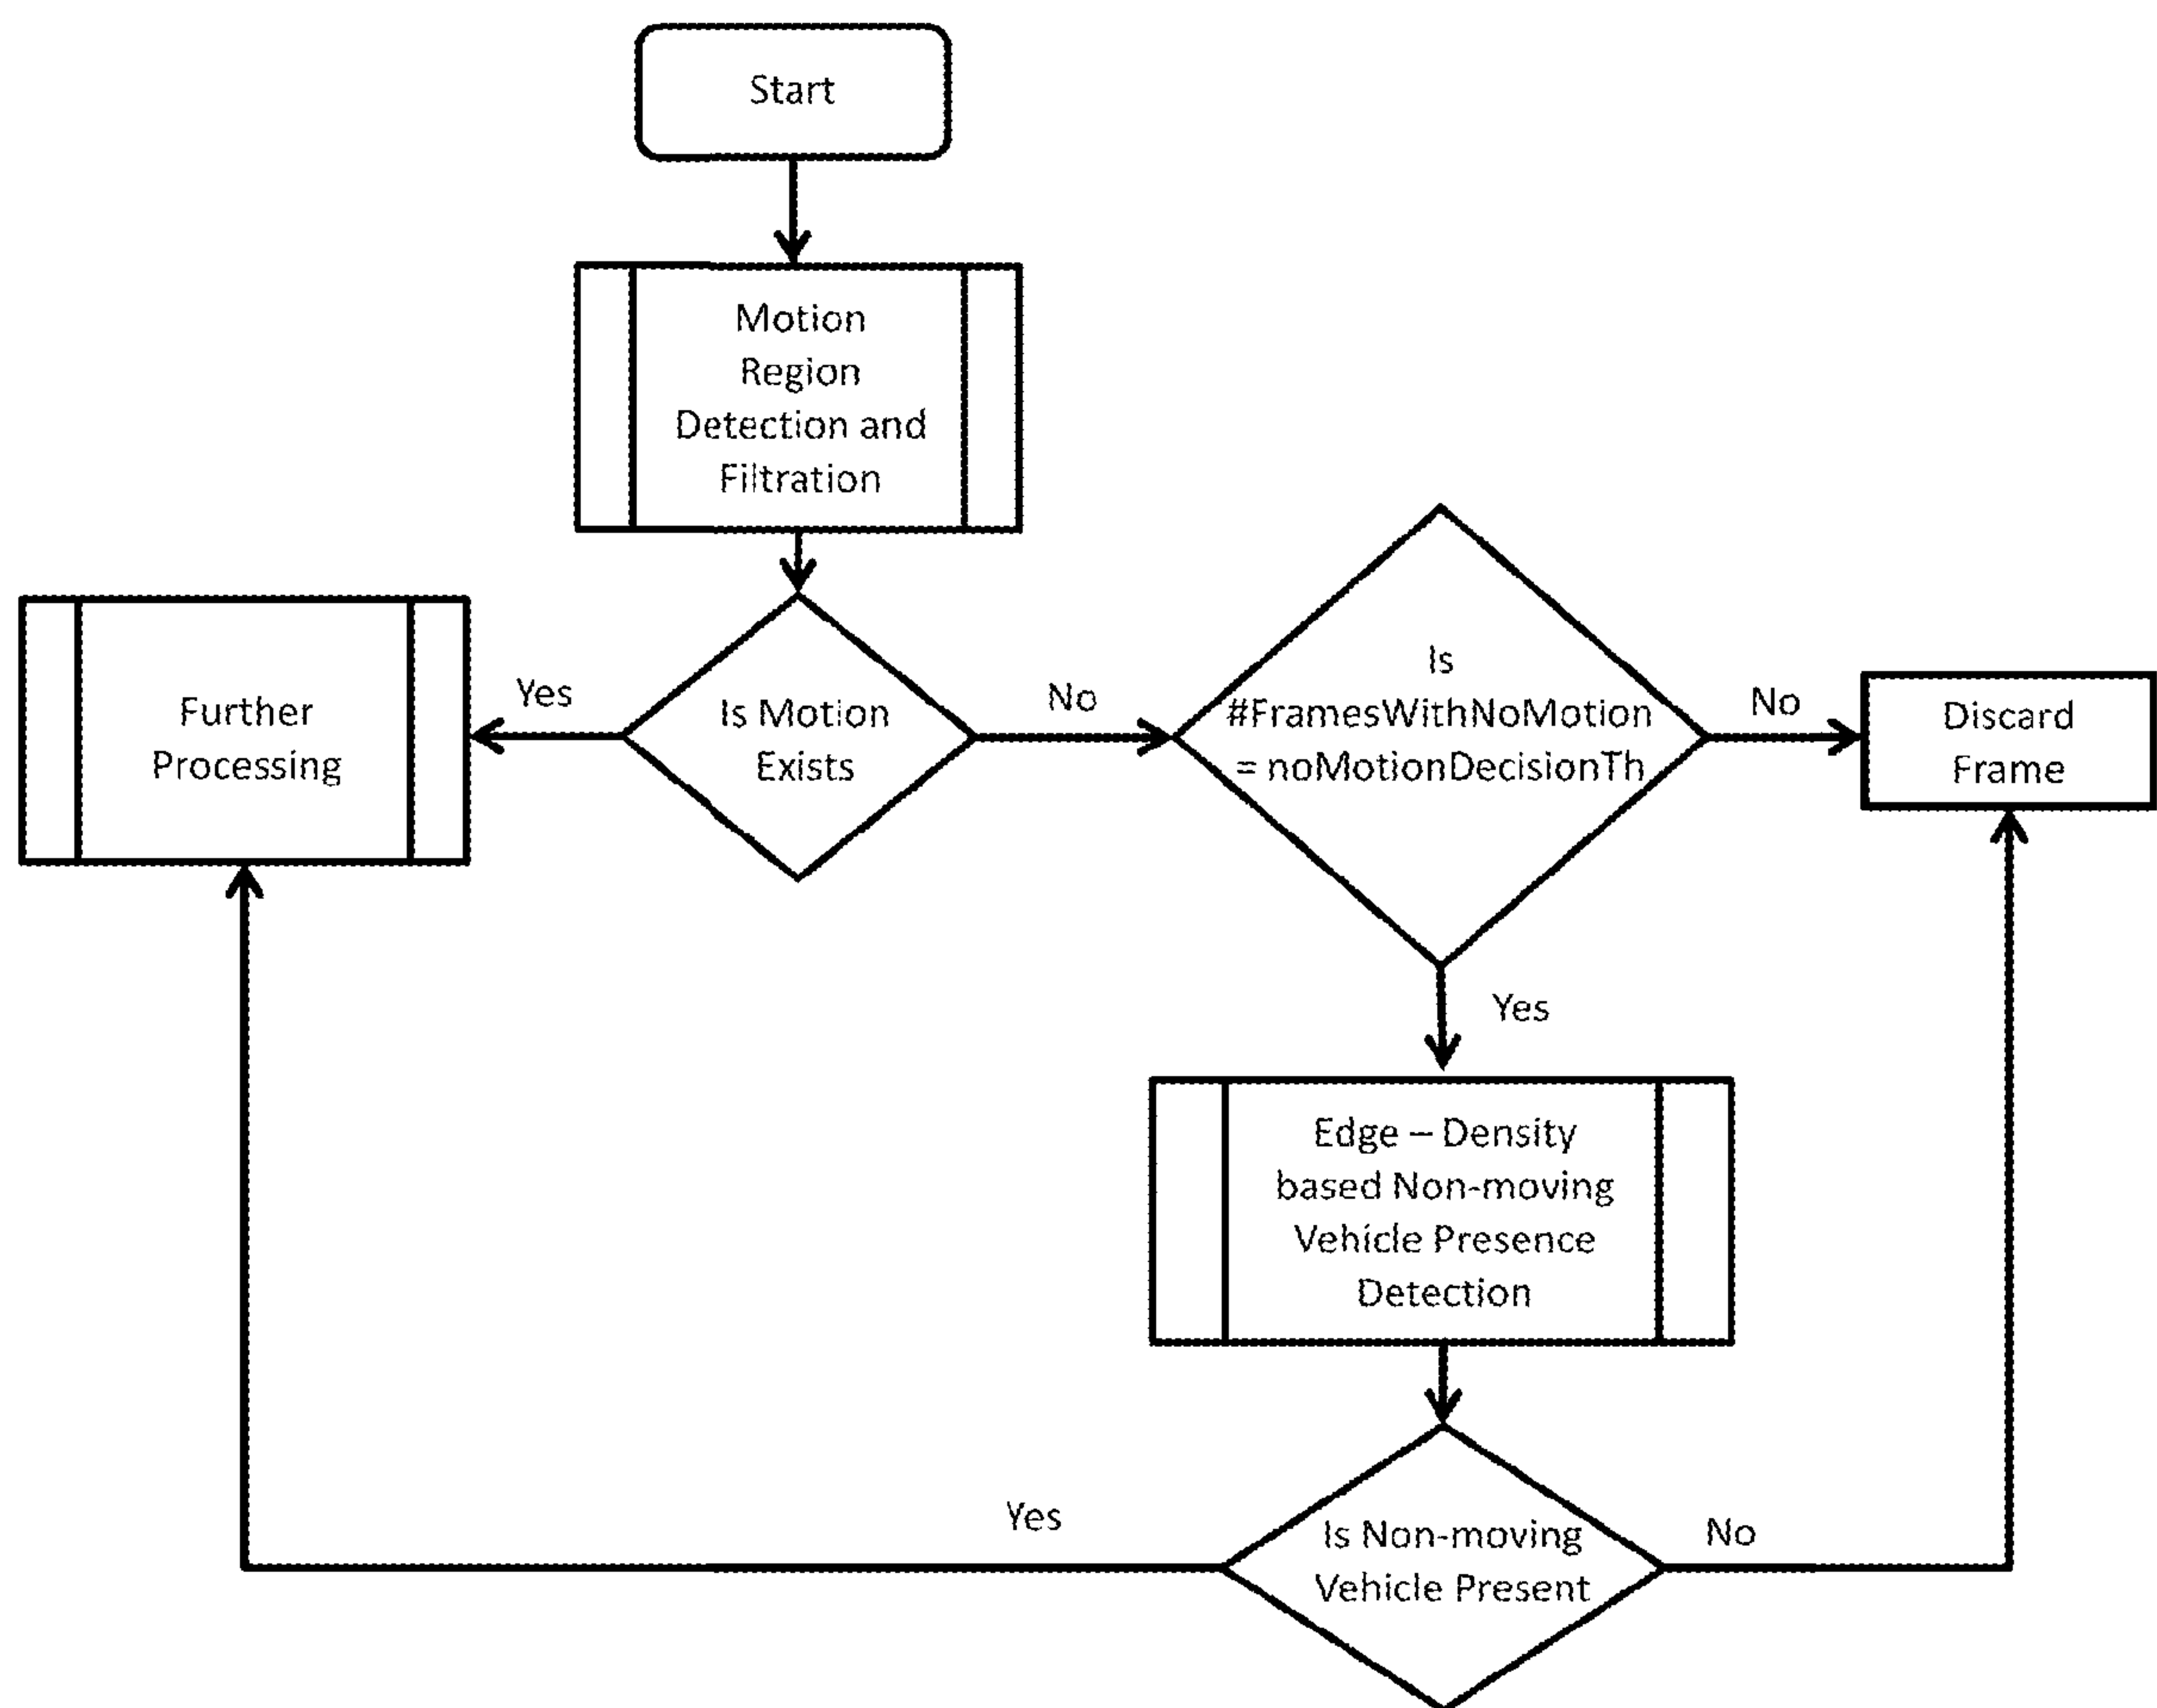 Start
Motion
Region
Detection and
Filtration
Further
Processing
Yes
Is Motion
Exists
No
Is
#FramesWithNoMotion
= noMotionDecisionTh
No
Discard
Frame
Yes
Edge – Density
based Non-moving
Vehicle Presence
Detection
Yes
Is Non-moving
Vehicle Present
No